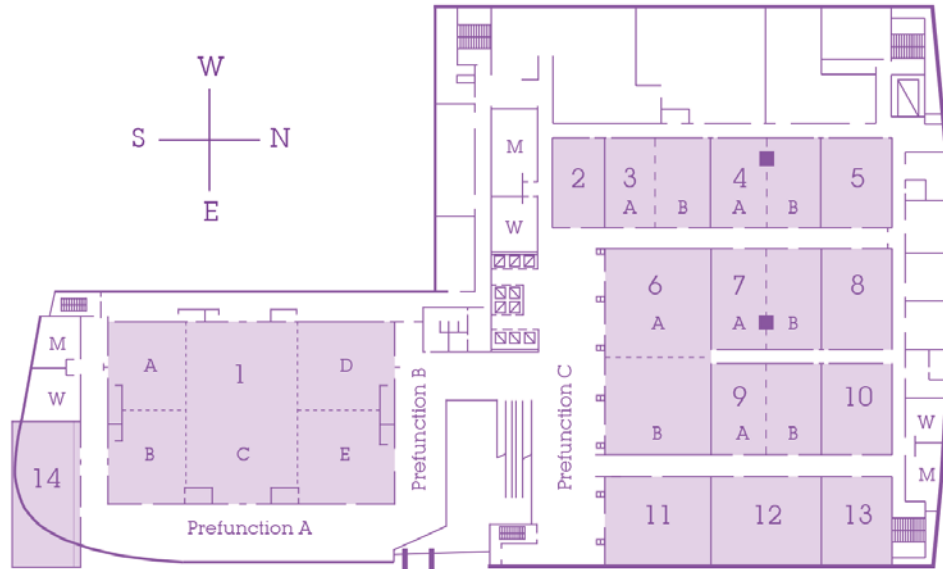 W
S N
E
M
W
2
3
A B
4
A B
5
6
A
B
7
A B
8
9
A B
10
W
M
11
12
13
Prefunction C
Prefunction B
M
W
14
A
1
D
B
C
E
Prefunction A